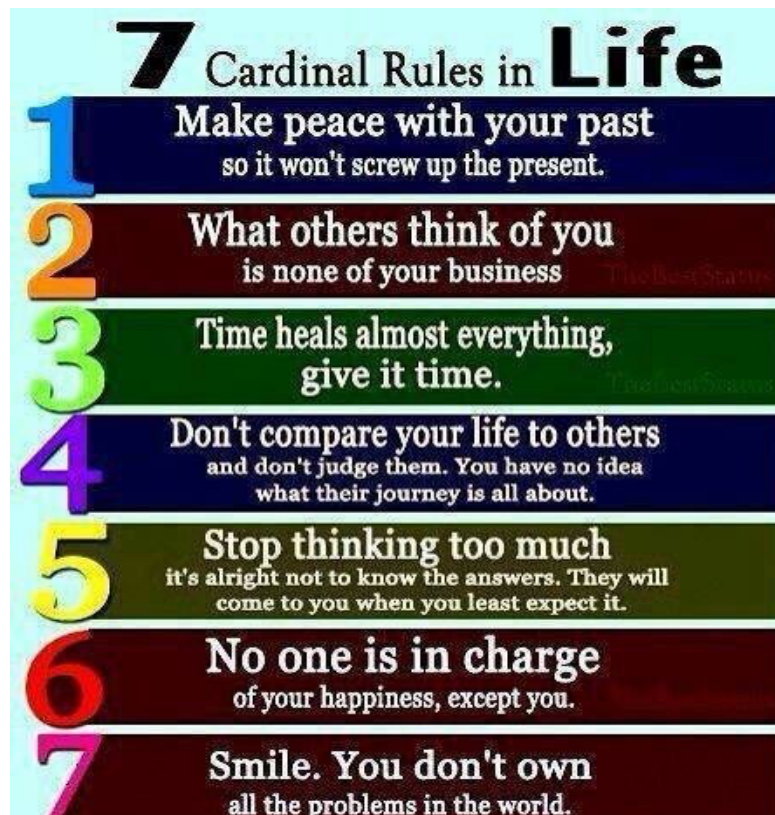 7 Cardinal Rules in Life
1 Make peace with your past
so it won't screw up the present.
2 What others think of you
is none of your business
TheBestStatus
3 Time heals almost everything,
give it time.
TheBestStatus
4 Don't compare your life to others
and don't judge them. You have no idea
what their journey is all about.
5 Stop thinking too much
it's alright not to know the answers. They will
come to you when you least expect it.
6 No one is in charge
of your happiness, except you.
7 Smile. You don't own
all the problems in the world.